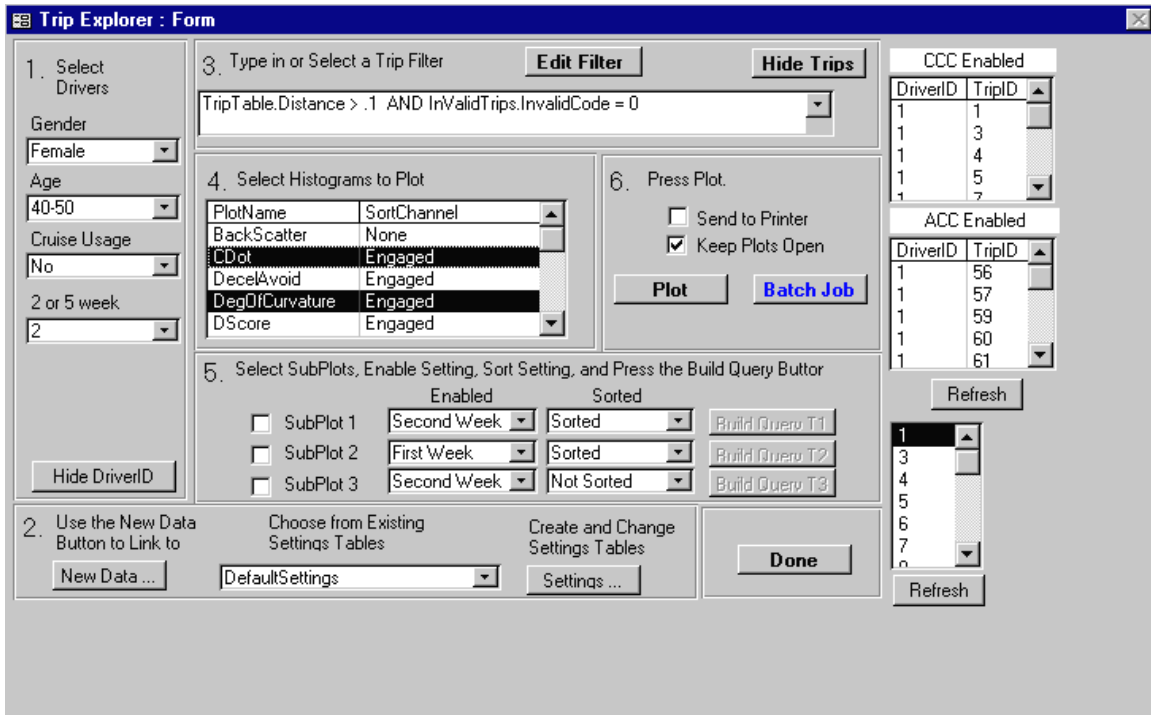 Trip Explorer : Form
1. Select
Drivers
Gender
Female
Age
40-50
Cruise Usage
No
2 or 5 week
2
Hide DriverID
3. Type in or Select a Trip Filter
Edit Filter
Hide Trips
TripTable.Distance > .1 AND InValidTrips.InvalidCode = 0
4. Select Histograms to Plot
PlotName SortChannel
BackScatter None
CDot Engaged
DecelAvoid Engaged
DegOfCurvature Engaged
DScore Engaged
6. Press Plot.
Send to Printer
Keep Plots Open
Plot Batch Job
5. Select SubPlots, Enable Setting, Sort Setting, and Press the Build Query Buttor
Enabled Sorted
SubPlot 1 Second Week Sorted Build Query T1
SubPlot 2 First Week Sorted Build Query T2
SubPlot 3 Second Week Not Sorted Build Query T3
2. Use the New Data
Button to Link to
New Data ...
Choose from Existing
Settings Tables
DefaultSettings
Create and Change
Settings Tables
Settings ...
Done
CCC Enabled
DriverID TripID
1 1
1 3
1 4
1 5
1 7
ACC Enabled
DriverID TripID
1 56
1 57
1 59
1 60
1 61
Refresh
1
3
4
5
6
7
Refresh